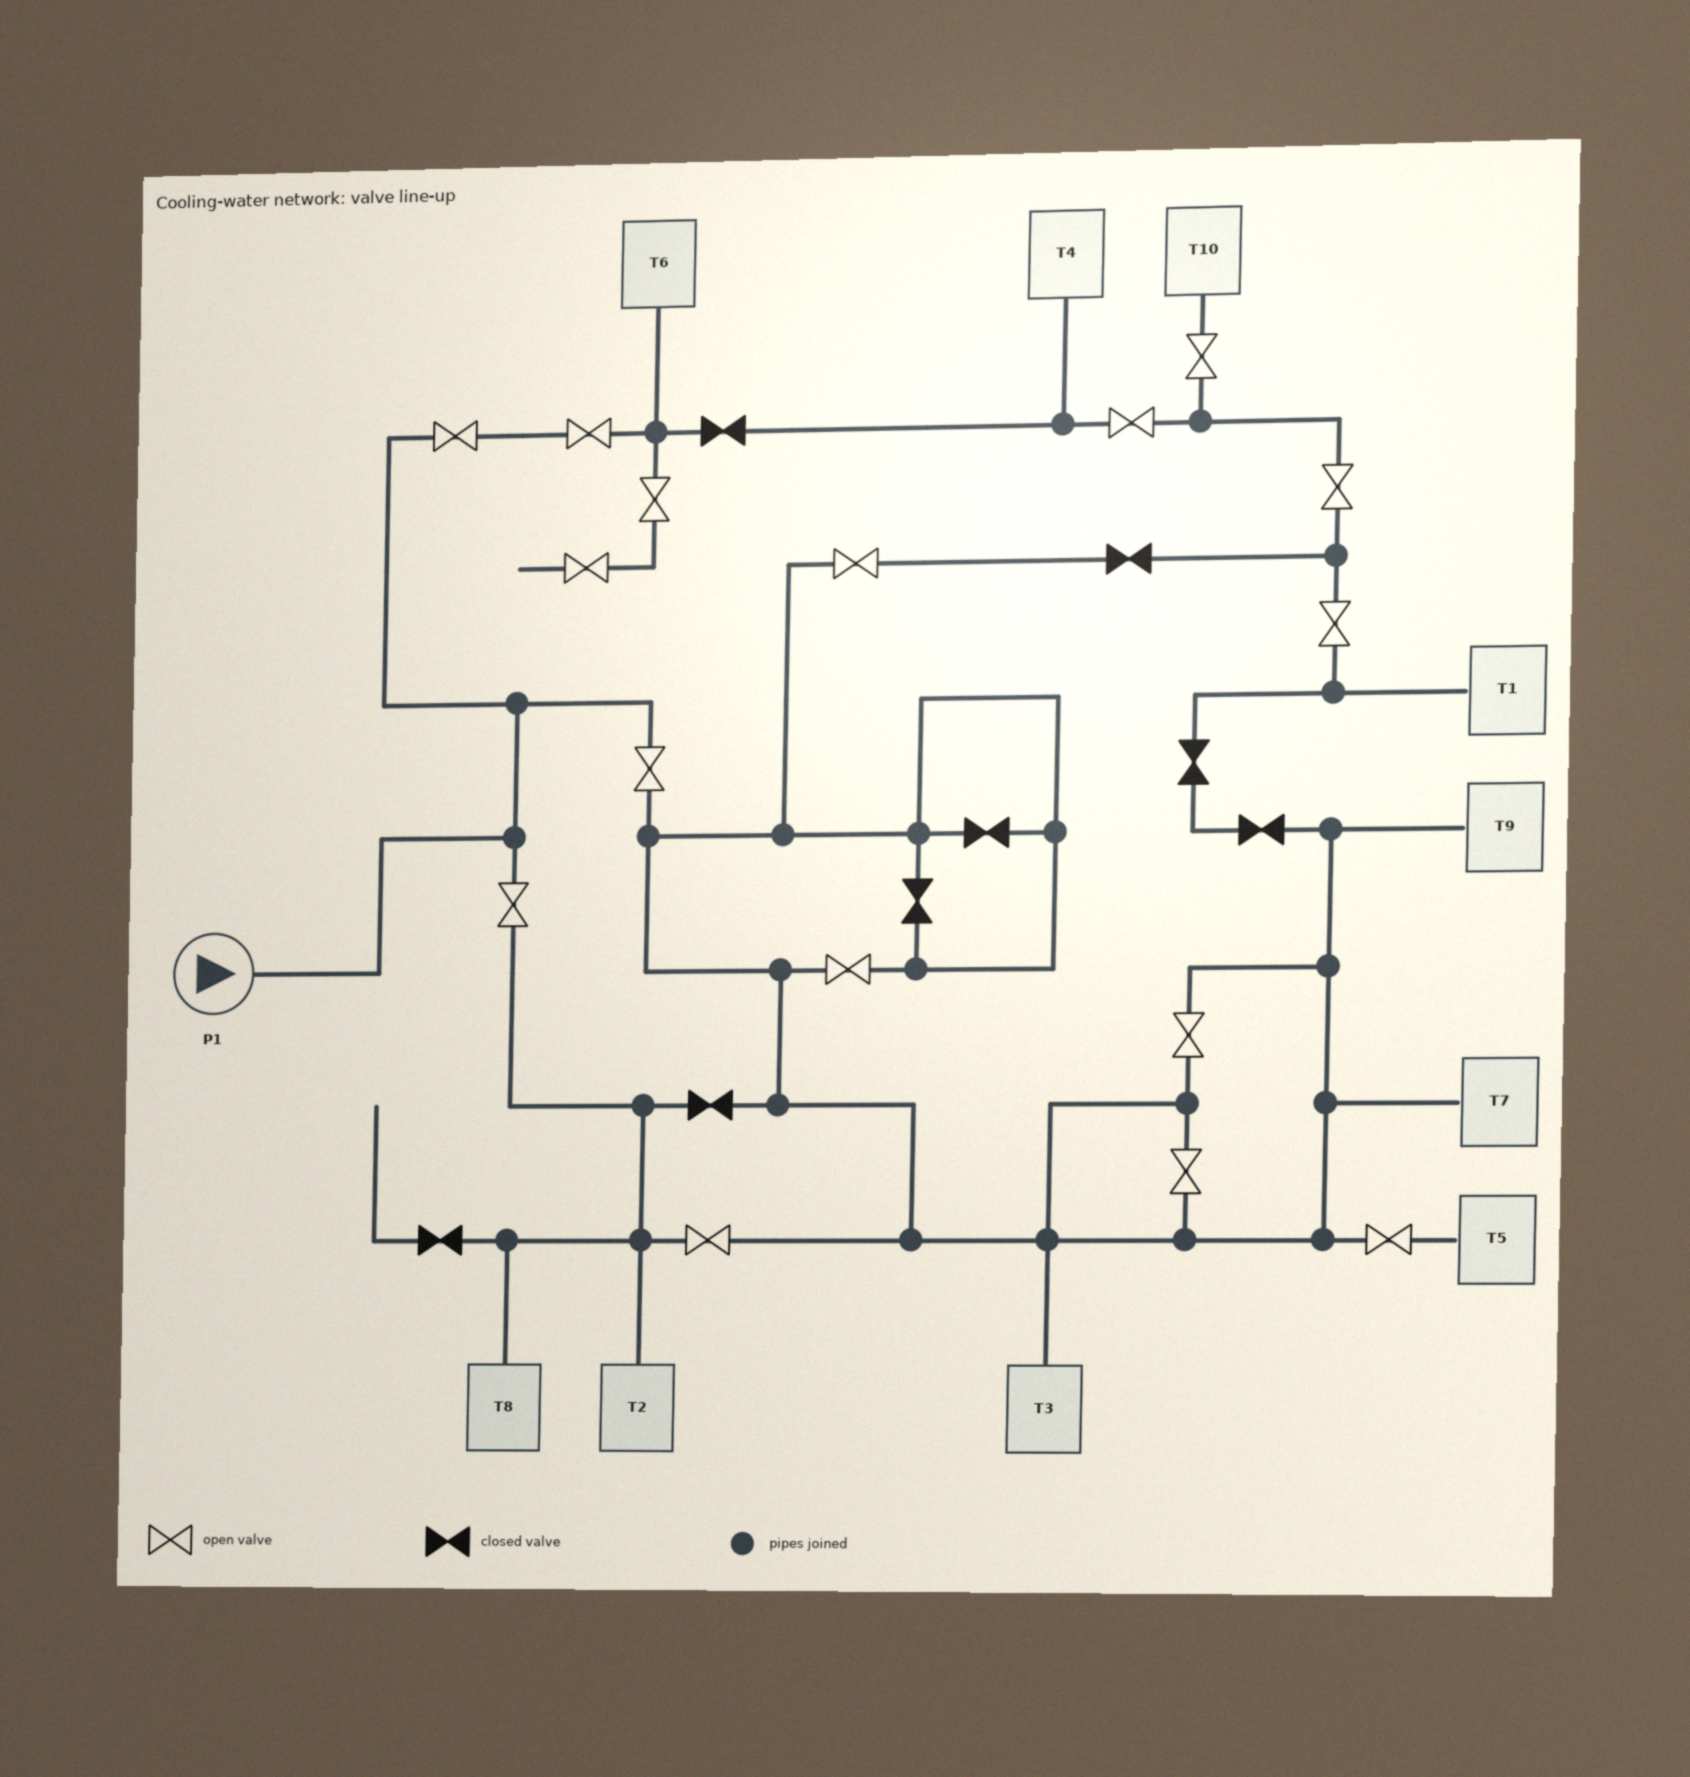 Cooling-water network: valve line-up
T6
T4
T10
T1
T9
P1
T7
T5
T8
T2
T3
open valve
closed valve
pipes joined